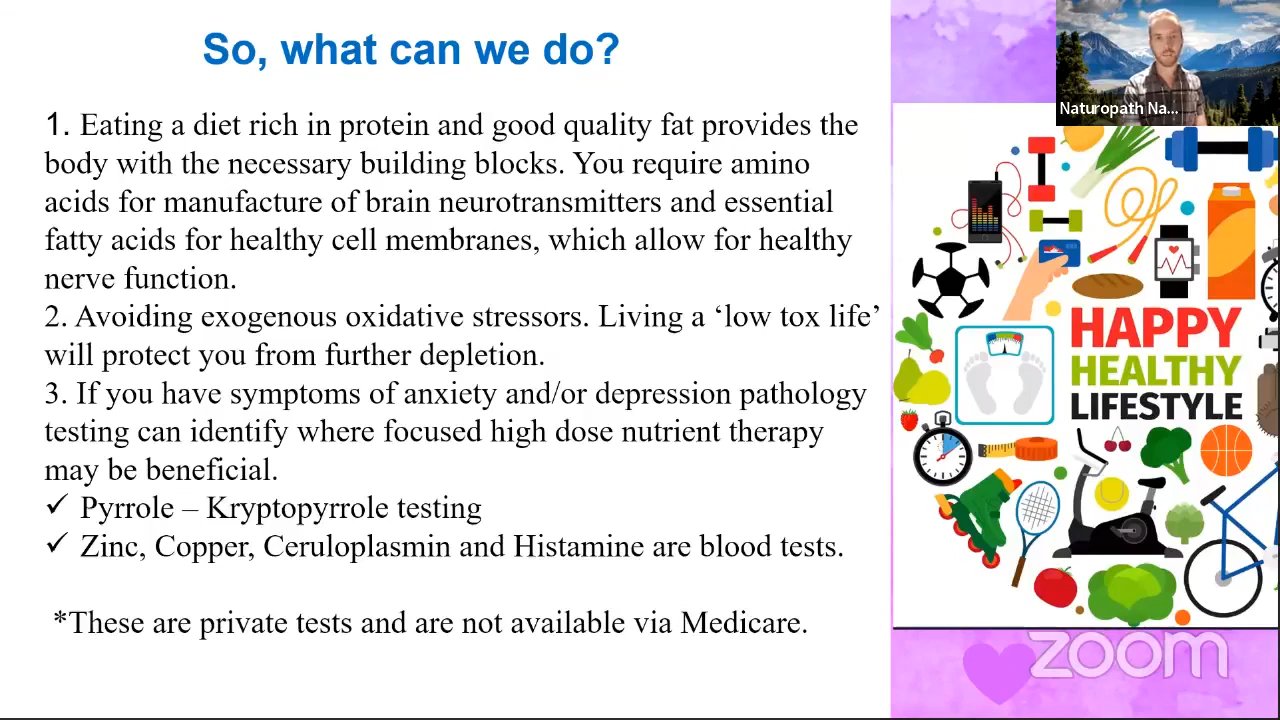 So, what can we do?
1. Eating a diet rich in protein and good quality fat provides the
body with the necessary building blocks. You require amino
acids for manufacture of brain neurotransmitters and essential
fatty acids for healthy cell membranes, which allow for healthy
nerve function.
2. Avoiding exogenous oxidative stressors. Living a ‘low tox life’
will protect you from further depletion.
3. If you have symptoms of anxiety and/or depression pathology
testing can identify where focused high dose nutrient therapy
may be beneficial.
✓ Pyrrole – Kryptopyrrole testing
✓ Zinc, Copper, Ceruloplasmin and Histamine are blood tests.
*These are private tests and are not available via Medicare.
Naturopath Na...
HAPPY
HEALTHY
LIFESTYLE
zoom